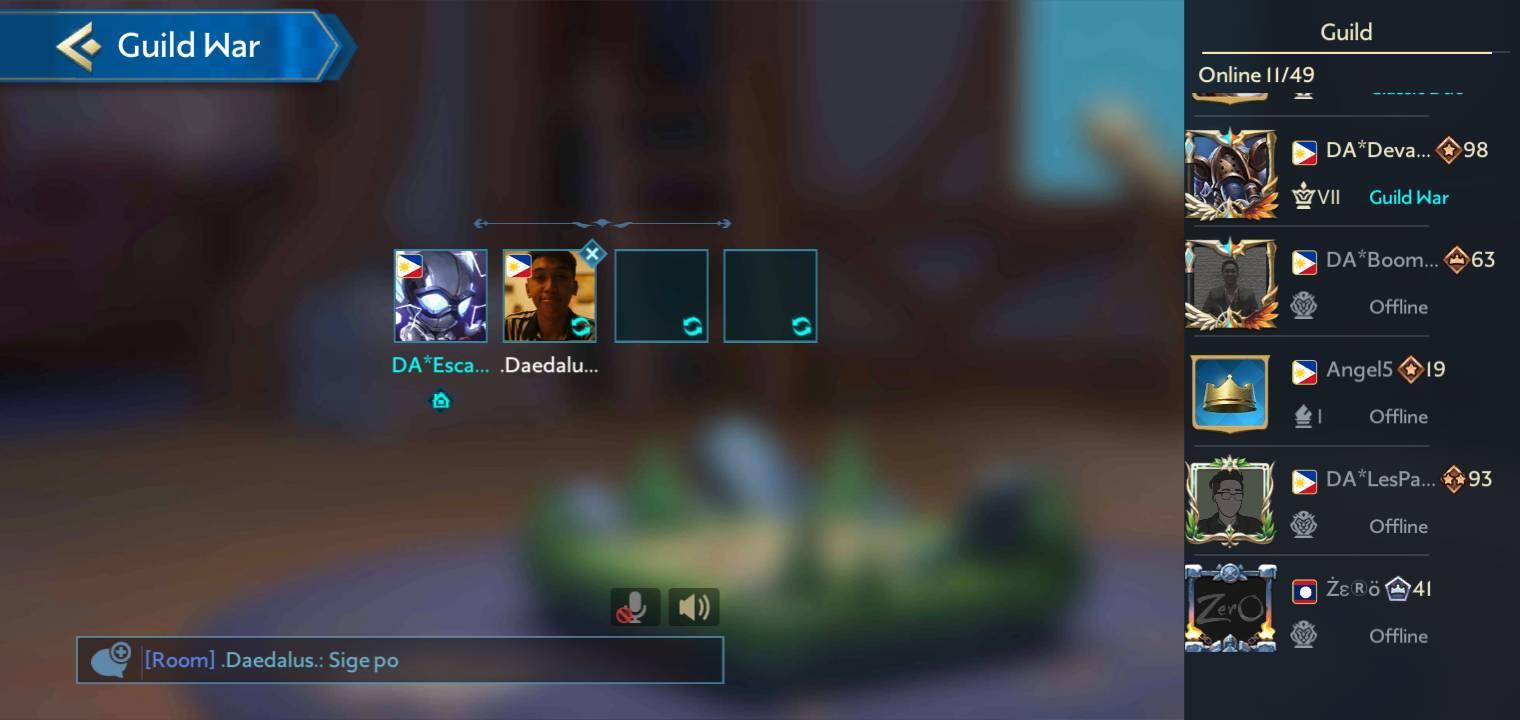 Guild War
Guild
Online 11/49
DA*Deva... 98
VII Guild War
DA*Boom... 63
Offline
Angel5 19
I Offline
DA*LesPa... 93
Offline
Żε®ö 41
ZerO
Offline
DA*Esca... .Daedalu...
[Room] .Daedalus.: Sige po